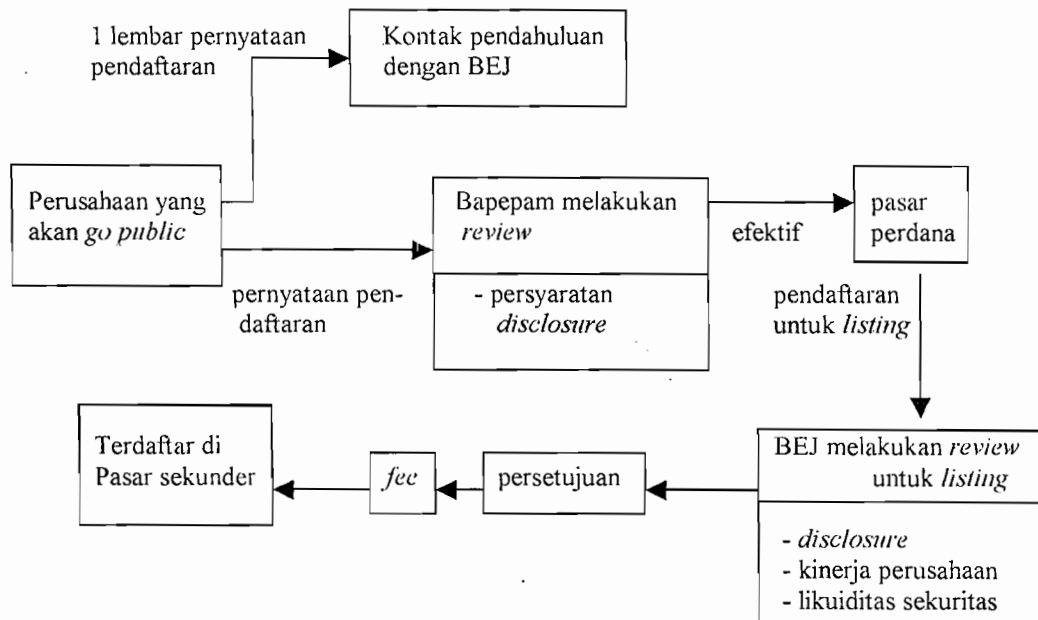 1 lembar pernyataan
pendaftaran
Kontak pendahuluan
dengan BEJ
Perusahaan yang
akan go public
Bapepam melakukan
review
efektif
pasar
perdana
pernyataan pen-
daftaran
- persyaratan
disclosure
pendaftaran
untuk listing
Terdaftar di
Pasar sekunder
fee
persetujuan
BEJ melakukan review
untuk listing
- disclosure
- kinerja perusahaan
- likuiditas sekuritas